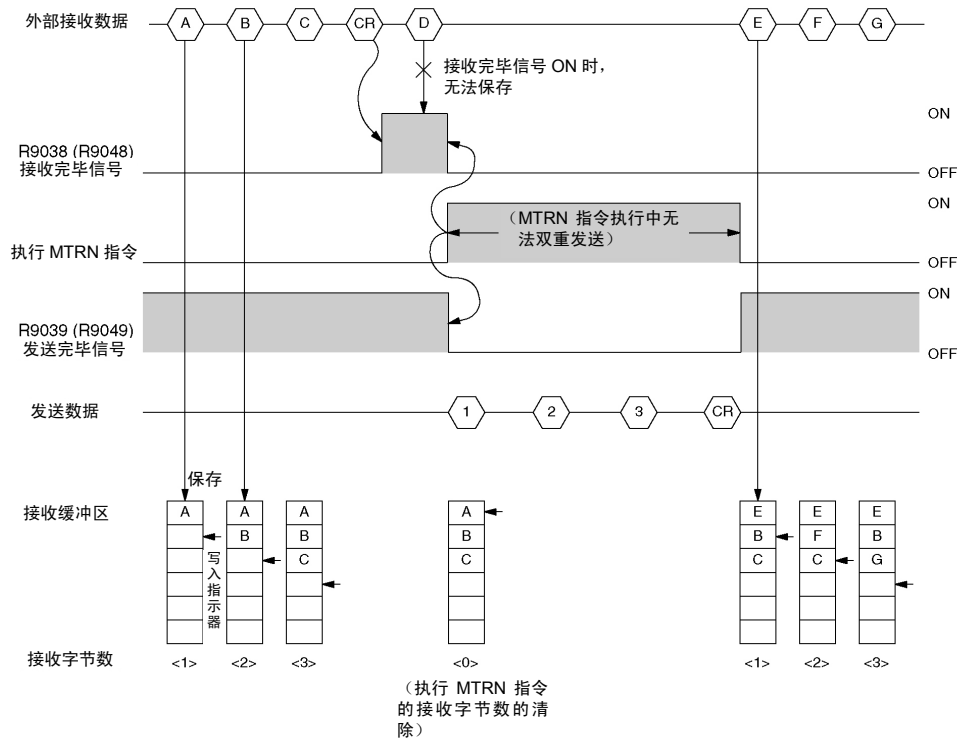 外部接收数据 A B C CR D E F G
接收完毕信号 ON 时，
无法保存
ON
R9038 (R9048)
接收完毕信号
OFF
ON
（MTRN 指令执行中无
法双重发送）
执行 MTRN 指令
OFF
ON
R9039 (R9049)
发送完毕信号
OFF
发送数据 1 2 3 CR
保存
接收缓冲区 A A A A E E E
B B B B F B
C C C C G
写入指示器
接收字节数 <1> <2> <3> <0> <1> <2> <3>
（执行 MTRN 指令
的接收字节数的清
除）